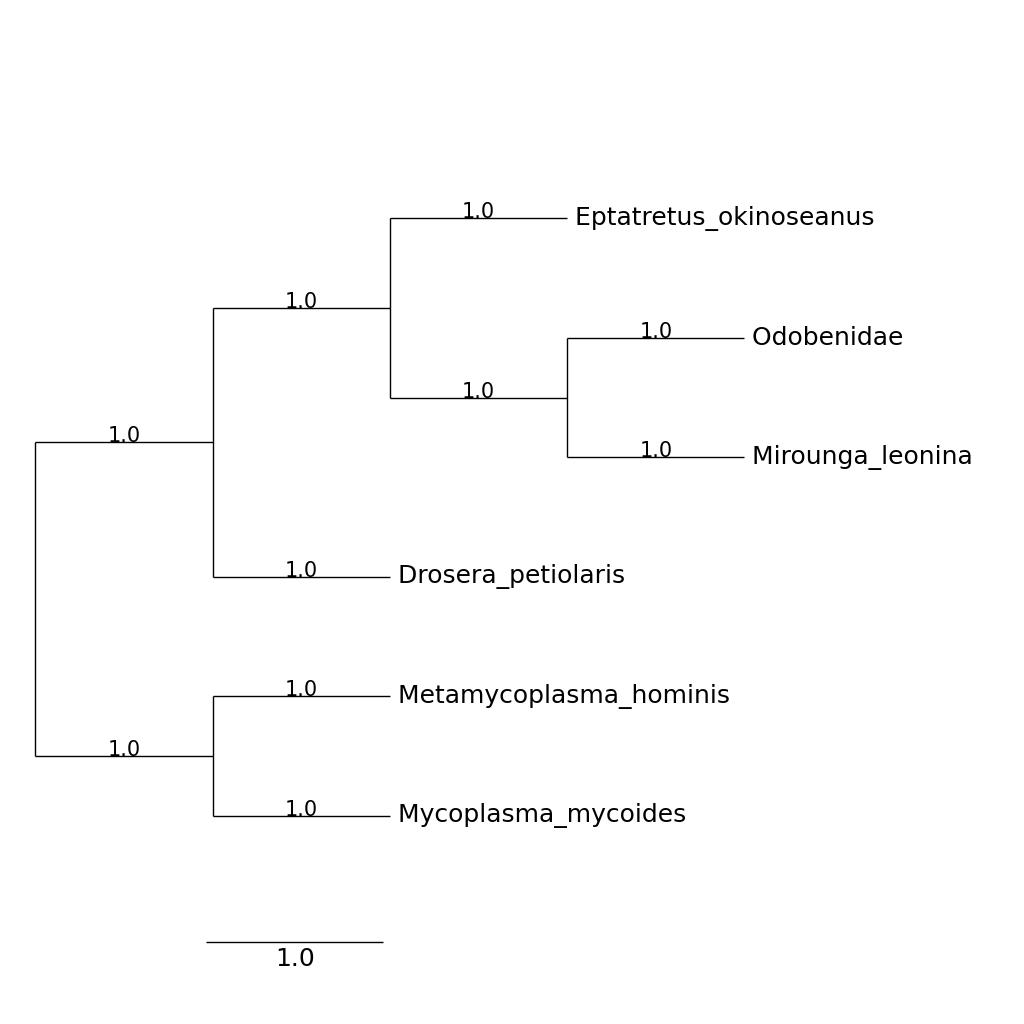 1.0 Eptatretus_okinoseanus
1.0
1.0 Odobenidae
1.0
1.0
1.0 Mirounga_leonina
1.0 Drosera_petiolaris
1.0 Metamycoplasma_hominis
1.0
1.0 Mycoplasma_mycoides
1.0